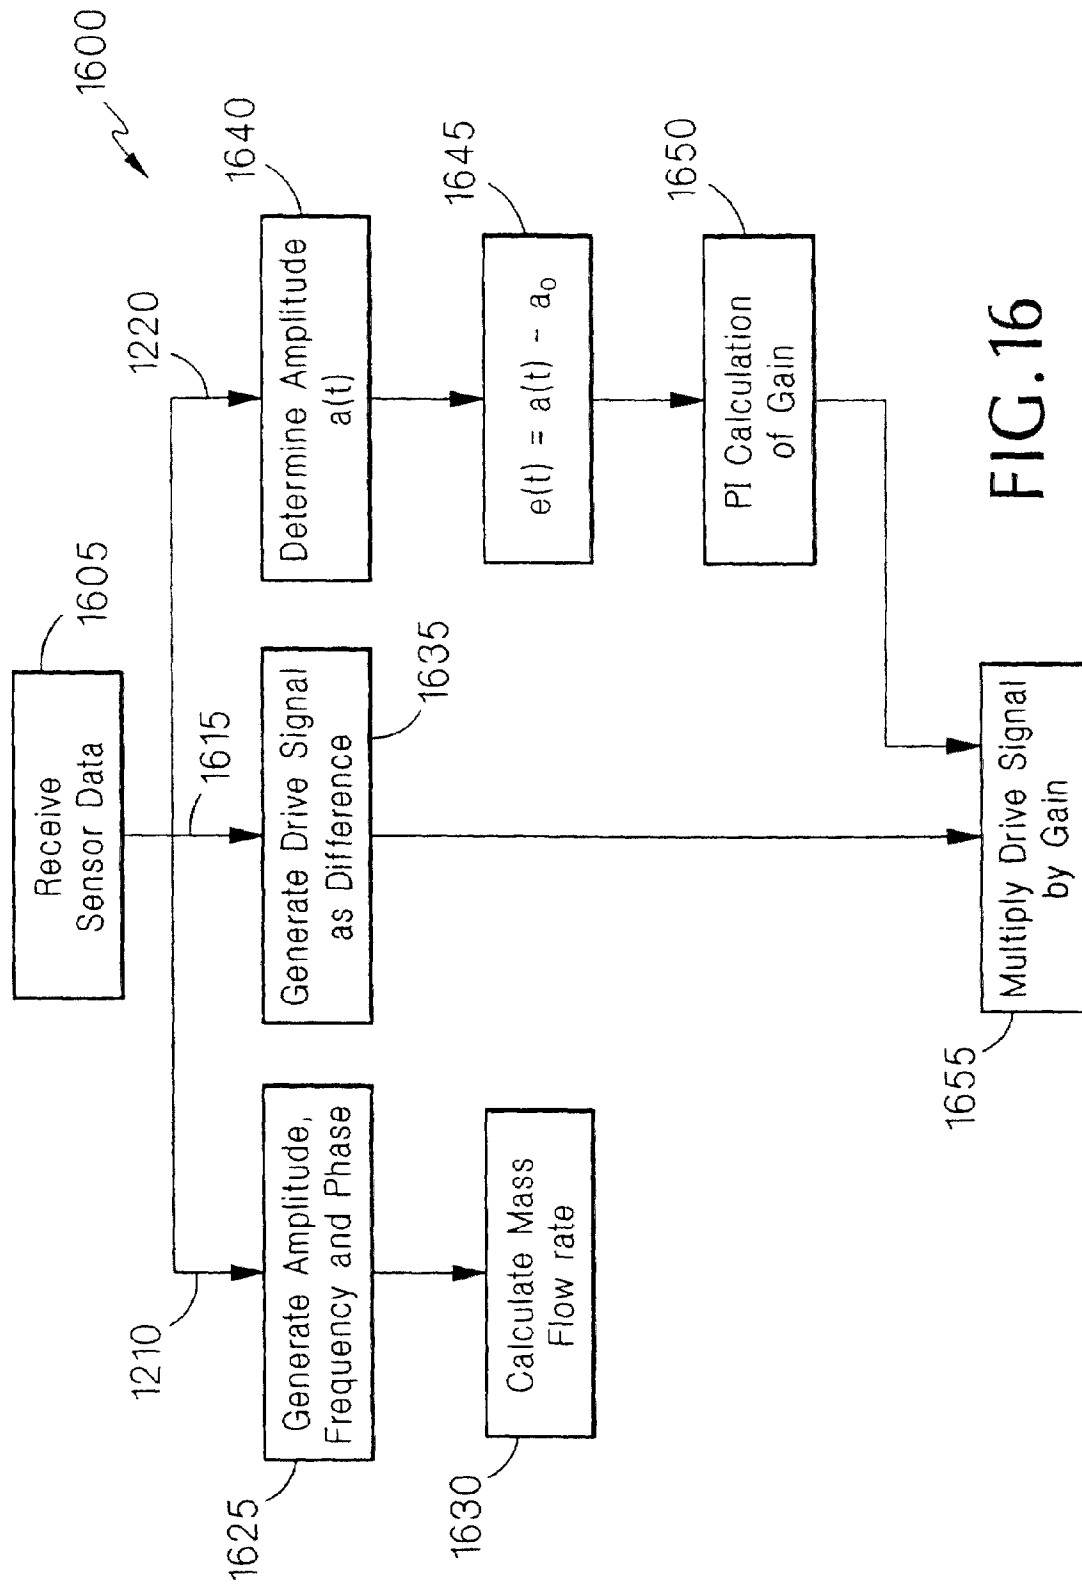 1600
Receive
Sensor Data
1605
1210
1615
1220
Generate Amplitude,
Frequency and Phase
1625
Generate Drive Signal
as Difference
1635
Determine Amplitude
a(t)
1640
Calculate Mass
Flow rate
1630
e(t) = a(t) - a₀
1645
PI Calculation
of Gain
1650
Multiply Drive Signal
by Gain
1655
FIG. 16